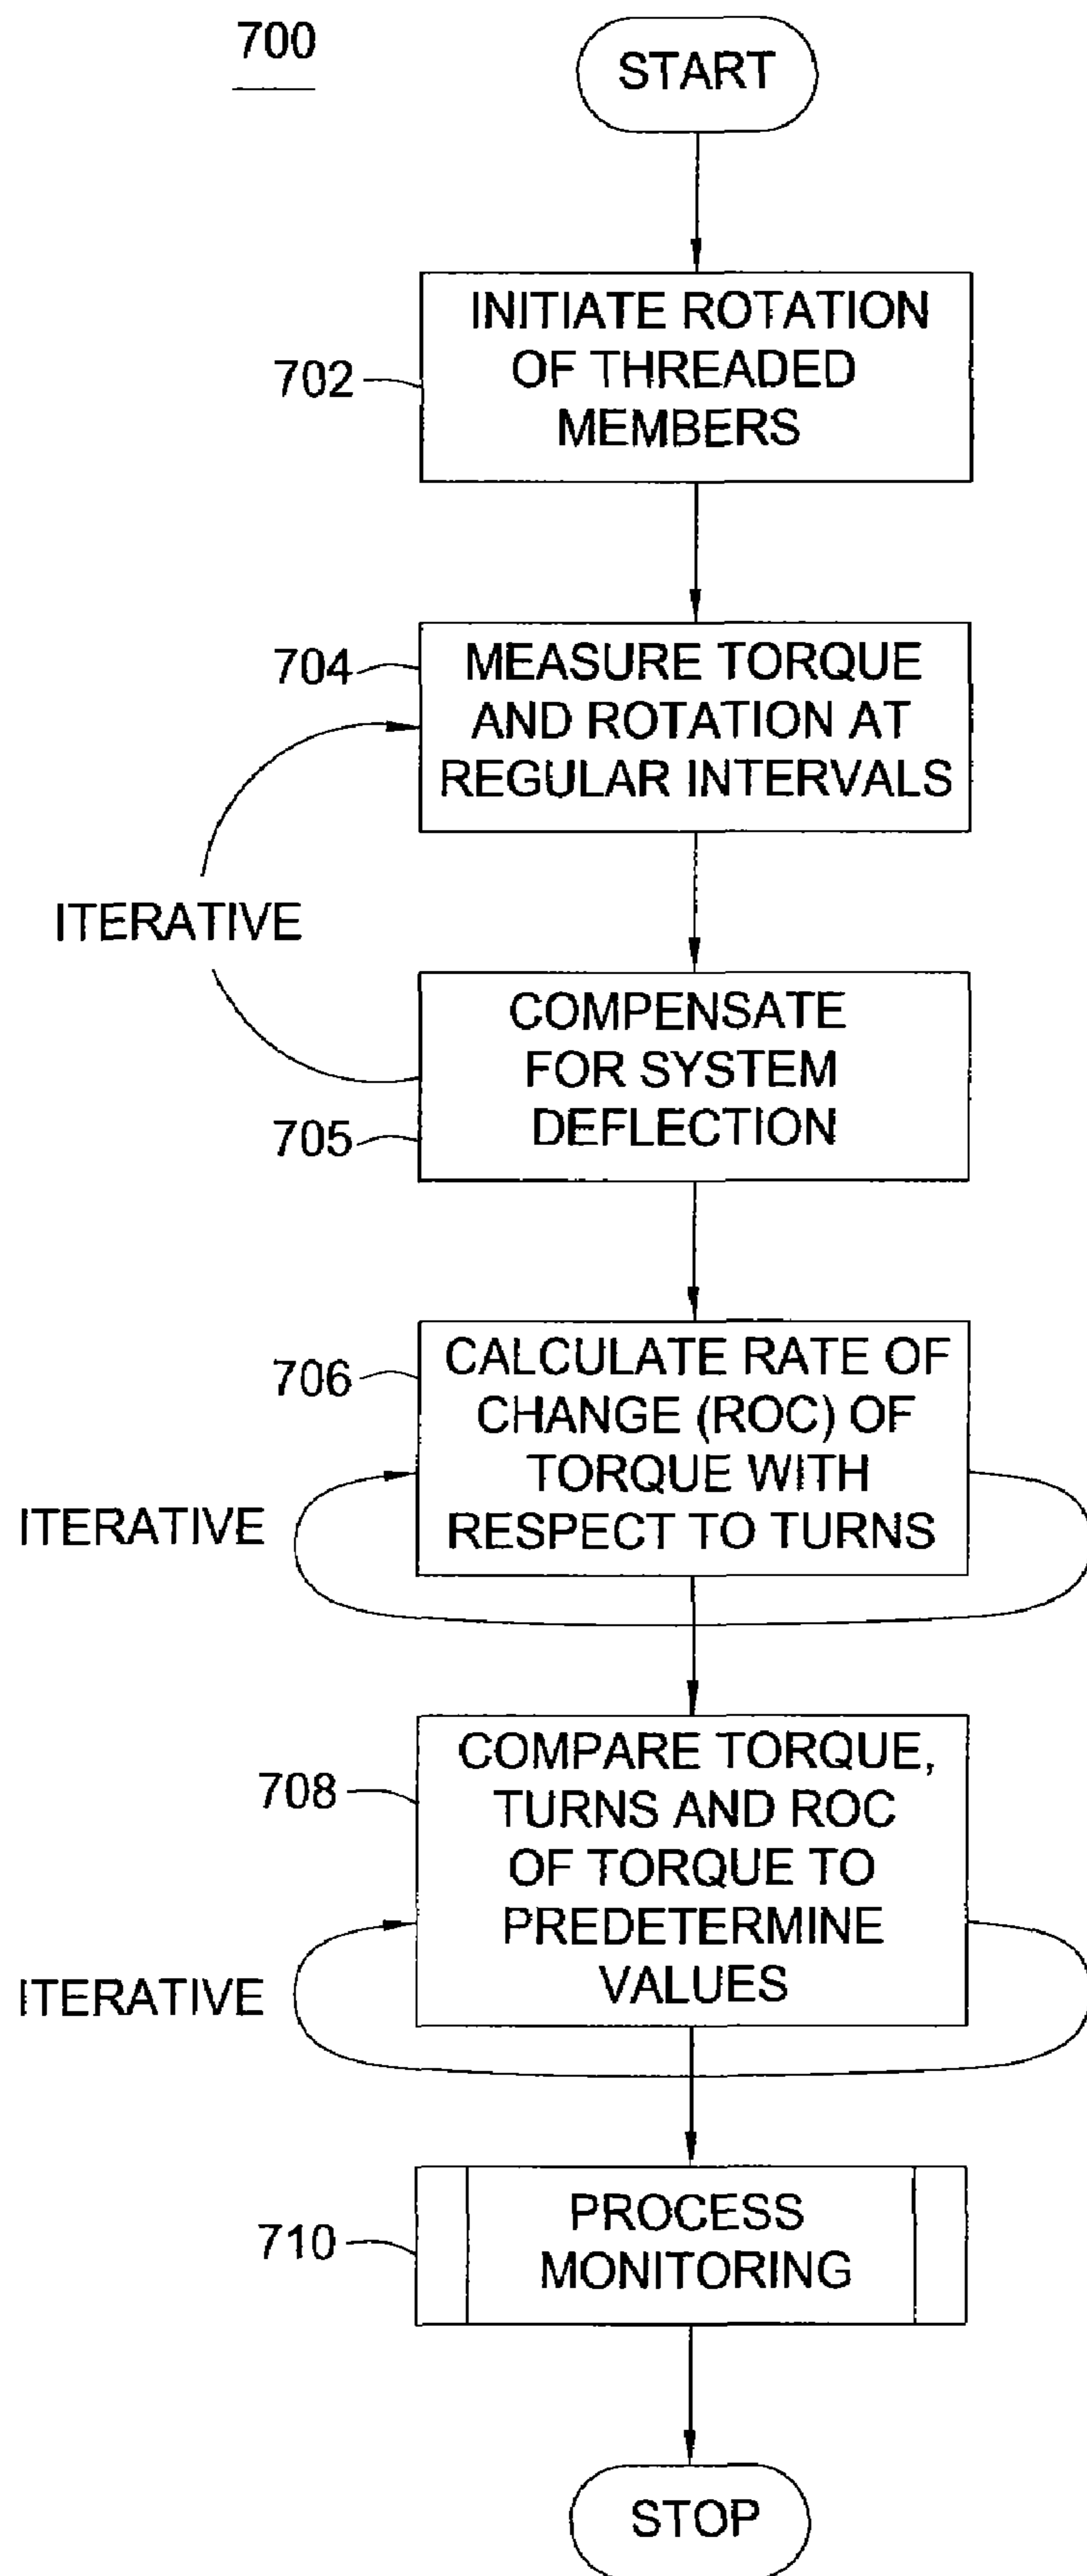 700
START
702
INITIATE ROTATION
OF THREADED
MEMBERS
704
MEASURE TORQUE
AND ROTATION AT
REGULAR INTERVALS
ITERATIVE
COMPENSATE
FOR SYSTEM
DEFLECTION
705
706
CALCULATE RATE OF
CHANGE (ROC) OF
TORQUE WITH
RESPECT TO TURNS
ITERATIVE
708
COMPARE TORQUE,
TURNS AND ROC
OF TORQUE TO
PREDETERMINE
VALUES
ITERATIVE
710
PROCESS
MONITORING
STOP